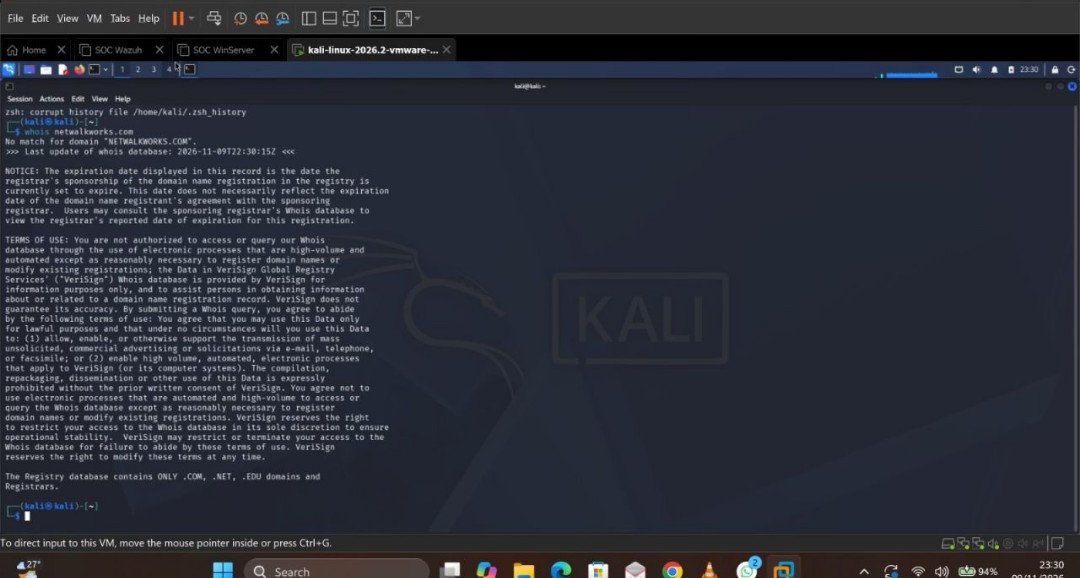 File Edit View VM Tabs Help
Home SOC Wazuh SOC WinServer kali-linux-2026.2-vmware-...
1 2 3 4 23:30
kali@kali: ~
Session Actions Edit View Help
zsh: corrupt history file /home/kali/.zsh_history
(kali㉿kali)-[~]
$ whois netwalkworks.com
No match for domain "NETWALKWORKS.COM".
>>> Last update of whois database: 2026-11-09T22:30:15Z <<<
NOTICE: The expiration date displayed in this record is the date the
registrar's sponsorship of the domain name registration in the registry is
currently set to expire. This date does not necessarily reflect the expiration
date of the domain name registrant's agreement with the sponsoring
registrar. Users may consult the sponsoring registrar's Whois database to
view the registrar's reported date of expiration for this registration.
TERMS OF USE: You are not authorized to access or query our Whois
database through the use of electronic processes that are high-volume and
automated except as reasonably necessary to register domain names or
modify existing registrations; the Data in VeriSign Global Registry
Services' ("VeriSign") Whois database is provided by VeriSign for
information purposes only, and to assist persons in obtaining information
about or related to a domain name registration record. VeriSign does not
guarantee its accuracy. By submitting a Whois query, you agree to abide
by the following terms of use: You agree that you may use this Data only
for lawful purposes and that under no circumstances will you use this Data
to: (1) allow, enable, or otherwise support the transmission of mass
unsolicited, commercial advertising or solicitations via e-mail, telephone,
or facsimile; or (2) enable high volume, automated, electronic processes
that apply to VeriSign (or its computer systems). The compilation,
repackaging, dissemination or other use of this Data is expressly
prohibited without the prior written consent of VeriSign. You agree not to
use electronic processes that are automated and high-volume to access or
query the Whois database except as reasonably necessary to register
domain names or modify existing registrations. VeriSign reserves the right
to restrict your access to the Whois database in its sole discretion to ensure
operational stability. VeriSign may restrict or terminate your access to the
Whois database for failure to abide by these terms of use. VeriSign
reserves the right to modify these terms at any time.
The Registry database contains ONLY .COM, .NET, .EDU domains and
Registrars.
(kali㉿kali)-[~]
$
KALI
To direct input to this VM, move the mouse pointer inside or press Ctrl+G.
27° Search 2 94% 23:30
09/11/2026